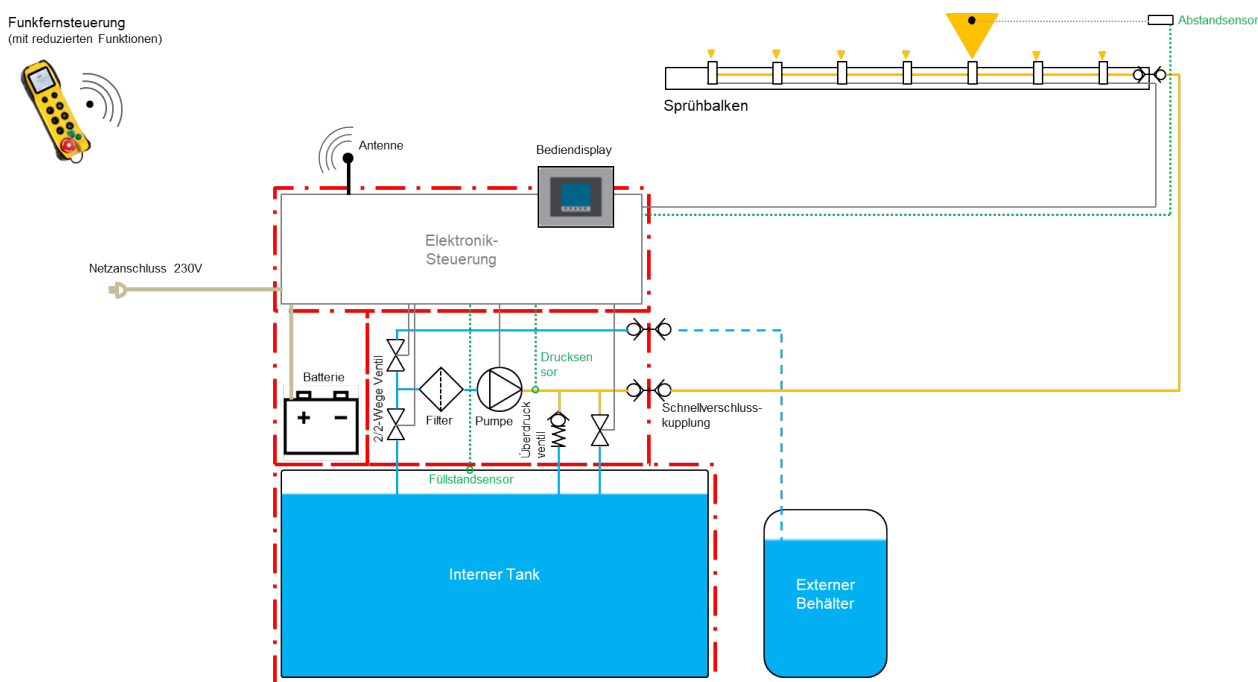 Funkfernsteuerung
(mit reduzierten Funktionen)
Abstandsensor
Sprühbalken
Antenne
Bediendisplay
Elektronik-
Steuerung
Netzanschluss 230V
Batterie
2/2-Wege Ventil
Filter
Pumpe
Drucksen
sor
Überdruck
ventil
Schnellverschluss-
kupplung
Füllstandsensor
Interner Tank
Externer
Behälter